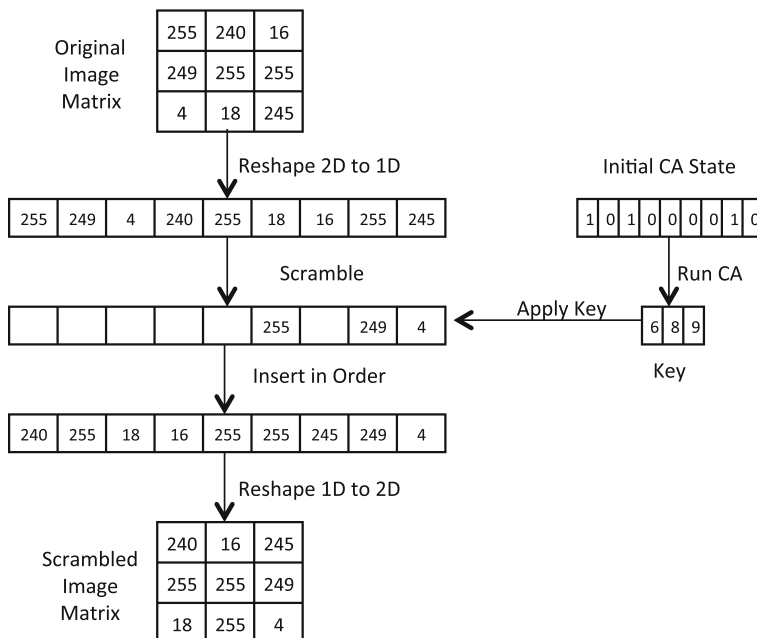 Original
Image
Matrix
255 240 16
249 255 255
4 18 245
Reshape 2D to 1D
Initial CA State
255 249 4 240 255 18 16 255 245
1 0 1 0 0 0 0 1 0
Scramble
Run CA
255 249 4
Apply Key
6 8 9
Key
Insert in Order
240 255 18 16 255 255 245 249 4
Reshape 1D to 2D
Scrambled
Image
Matrix
240 16 245
255 255 249
18 255 4